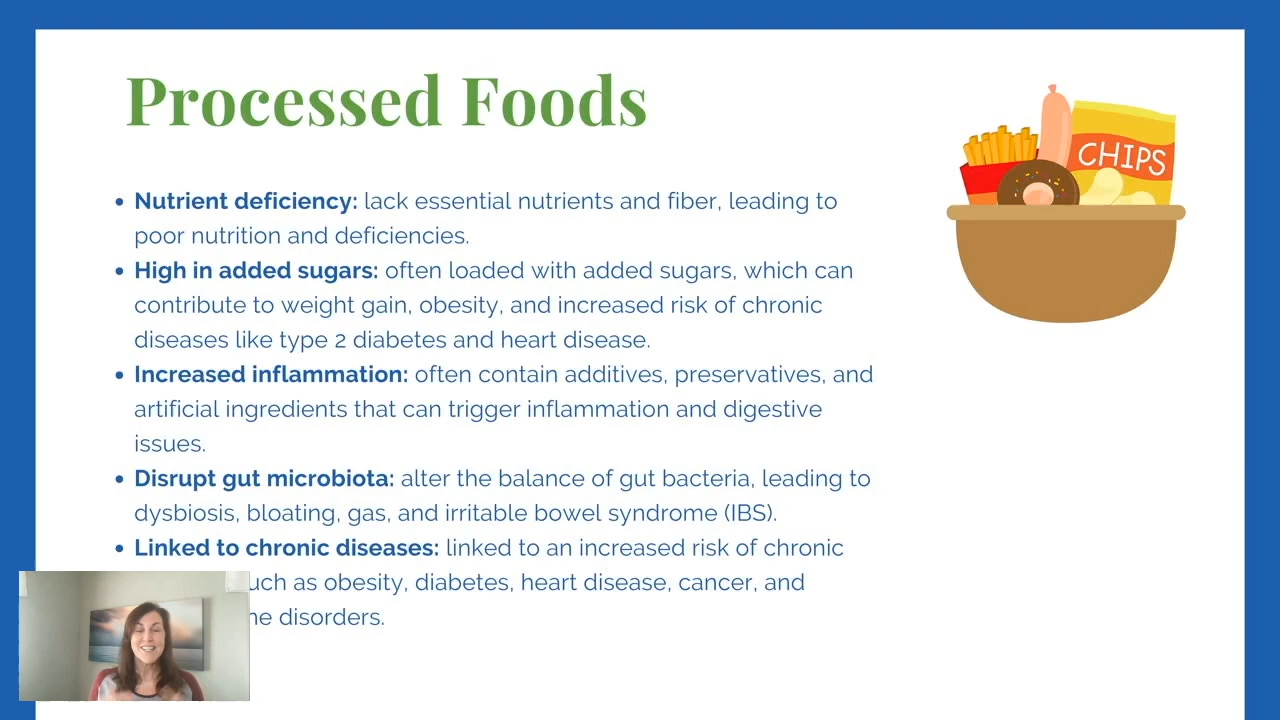 Processed Foods
CHIPS
Nutrient deficiency: lack essential nutrients and fiber, leading to
poor nutrition and deficiencies.
High in added sugars: often loaded with added sugars, which can
contribute to weight gain, obesity, and increased risk of chronic
diseases like type 2 diabetes and heart disease.
Increased inflammation: often contain additives, preservatives, and
artificial ingredients that can trigger inflammation and digestive
issues.
Disrupt gut microbiota: alter the balance of gut bacteria, leading to
dysbiosis, bloating, gas, and irritable bowel syndrome (IBS).
Linked to chronic diseases: linked to an increased risk of chronic
as obesity, diabetes, heart disease, cancer, and
disorders.